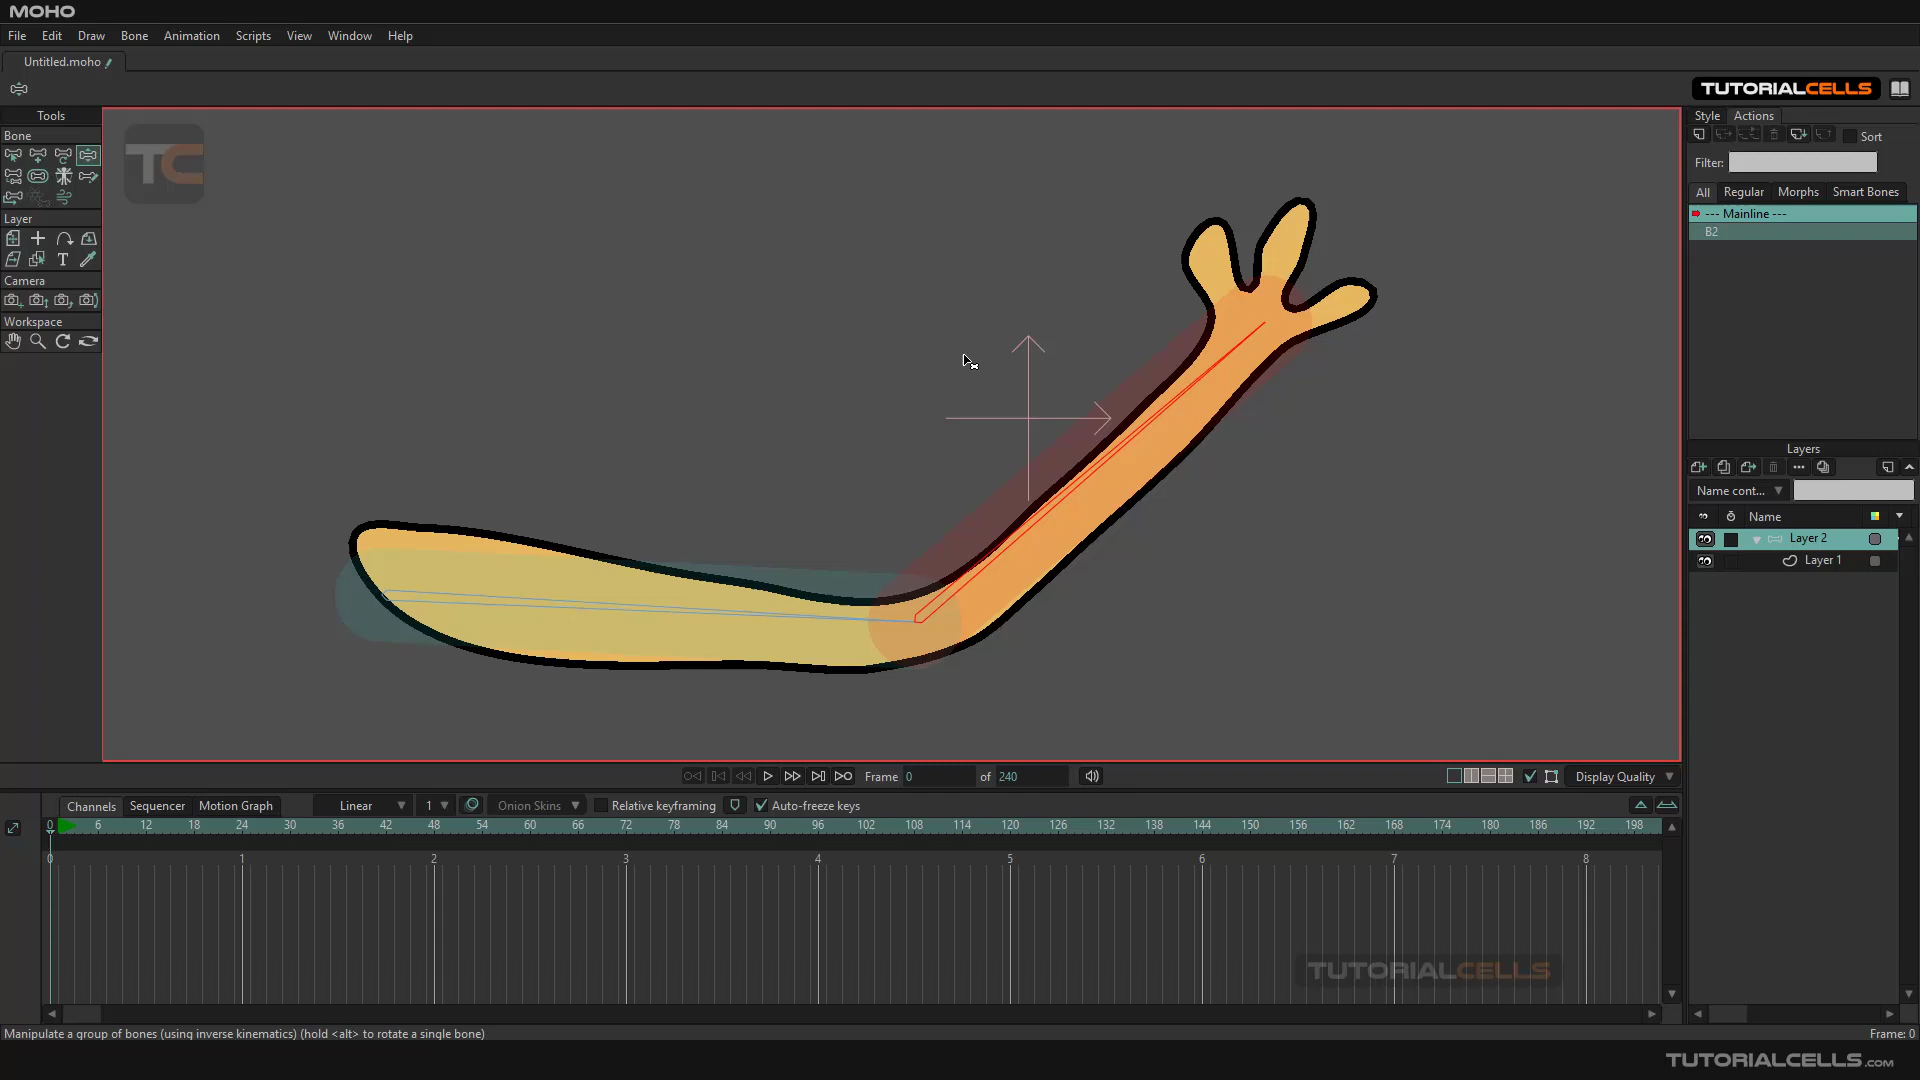 MOHO
File Edit Draw Bone Animation Scripts View Window Help
Untitled.moho
TUTORIALCELLS
Tools
Bone
Layer
Camera
Workspace
TC
Style Actions
Sort
Filter:
All Regular Morphs Smart Bones
--- Mainline ---
B2
Layers
Name cont...
Name
Layer 2
Layer 1
Frame 0 of 240
Display Quality
Channels Sequencer Motion Graph Linear 1 Onion Skins Relative keyframing Auto-freeze keys
0 6 12 18 24 30 36 42 48 54 60 66 72 78 84 90 96 102 108 114 120 126 132 138 144 150 156 162 168 174 180 186 192 198
0 1 2 3 4 5 6 7 8
TUTORIALCELLS
Manipulate a group of bones (using inverse kinematics) (hold <alt> to rotate a single bone)
Frame: 0
TUTORIALCELLS.COM